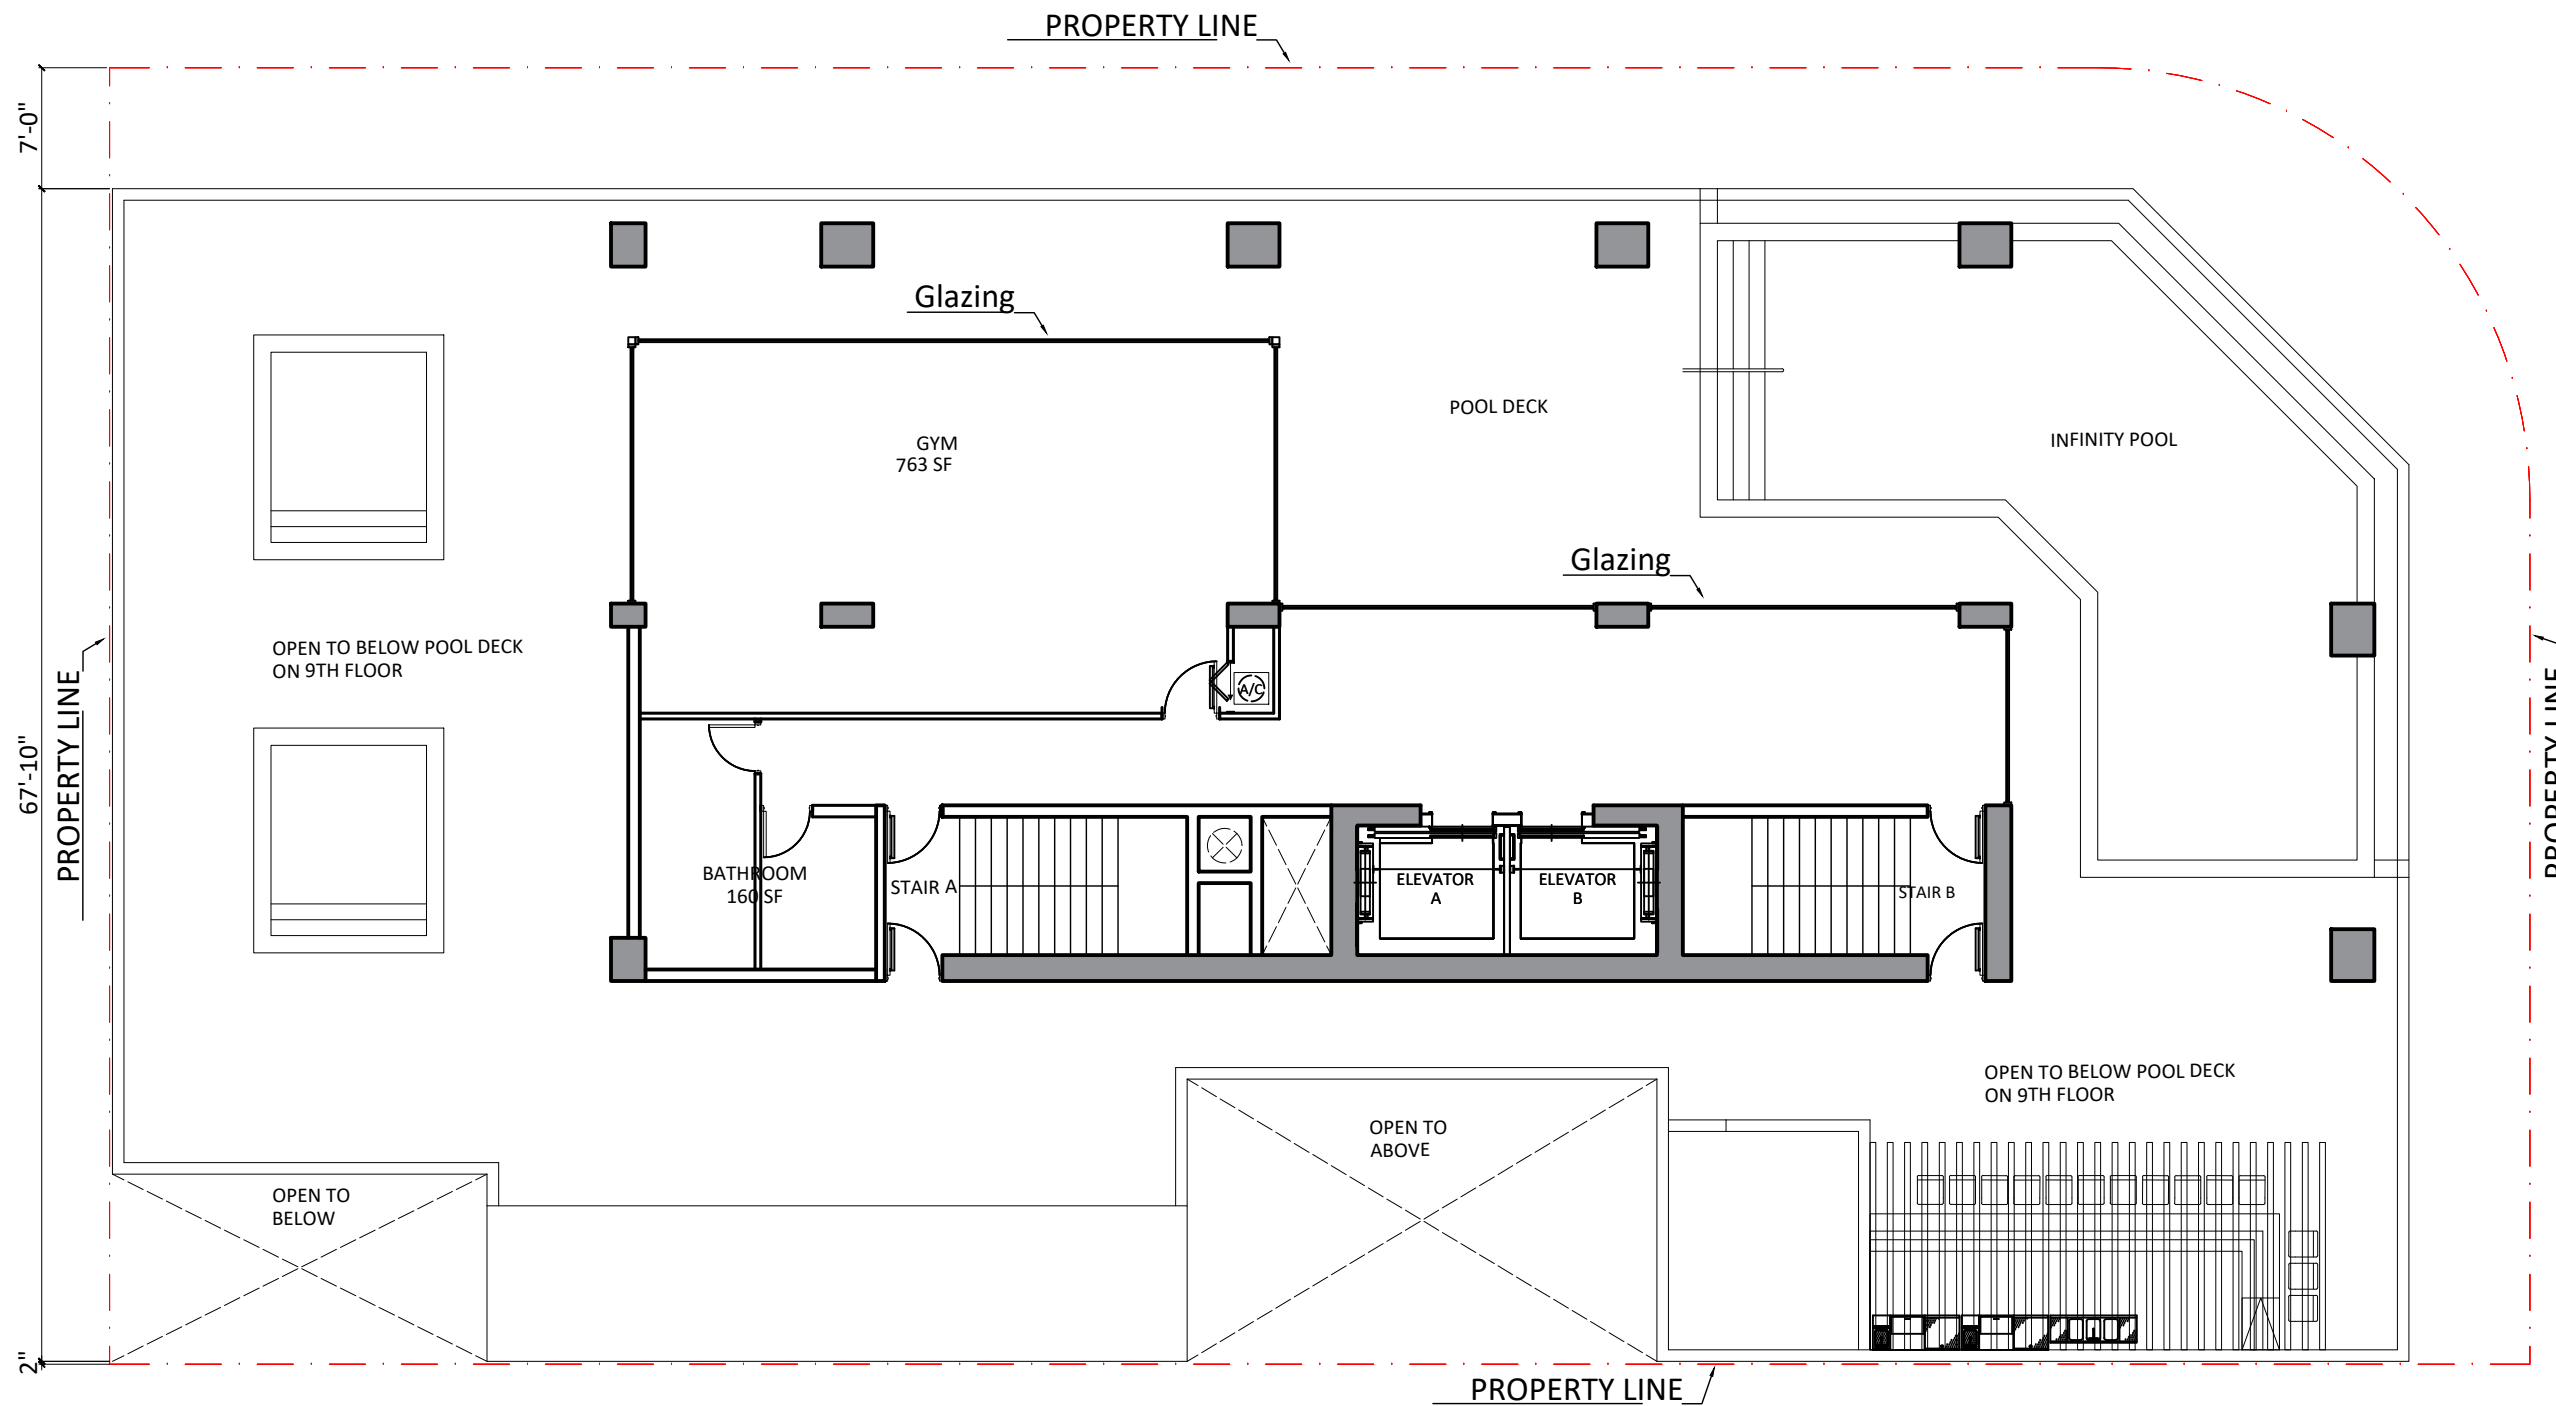 PROPERTY LINE
7'-0"
Glazing
POOL DECK
GYM
763 SF
INFINITY POOL
Glazing
OPEN TO BELOW POOL DECK
ON 9TH FLOOR
PROPERTY LINE
67'-10"
A/C
PROPERTY LINE
BATHROOM
160 SF
STAIR A
ELEVATOR
A
ELEVATOR
B
STAIR B
OPEN TO BELOW POOL DECK
ON 9TH FLOOR
OPEN TO
ABOVE
OPEN TO
BELOW
2"
PROPERTY LINE